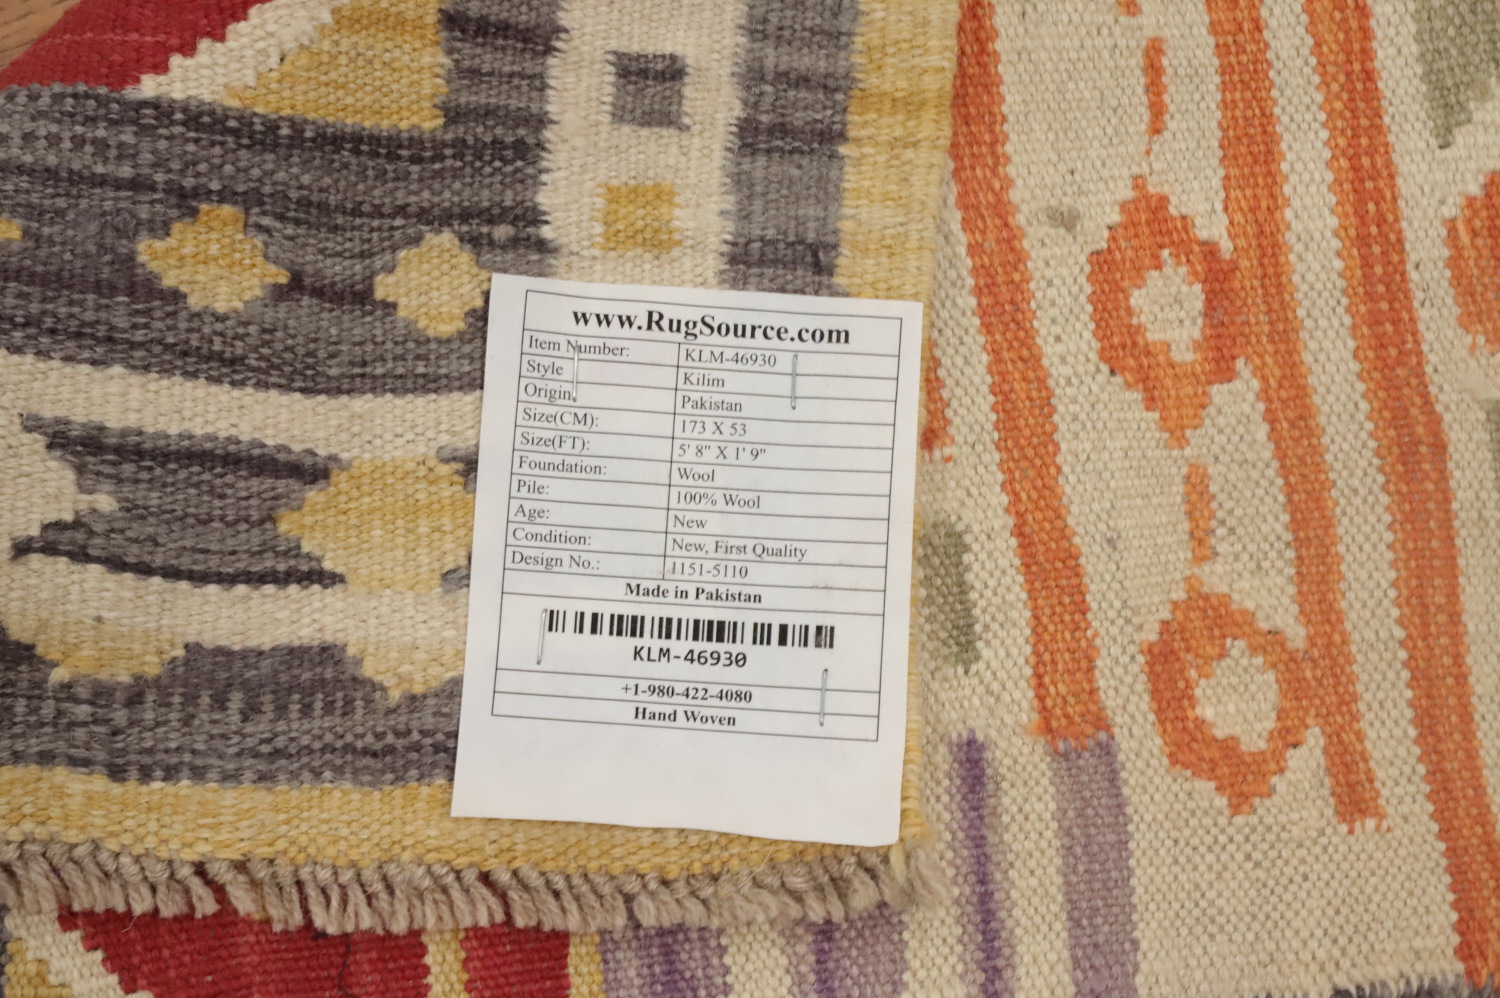 www.RugSource.com
Item Number: KLM-46930
Style Kilim
Origin. Pakistan
Size(CM): 173 X 53
Size(FT): 5' 8" X 1' 9"
Foundation: Wool
Pile: 100% Wool
Age: New
Condition: New, First Quality
Design No.: 1151-5110
Made in Pakistan
KLM-46930
+1-980-422-4080
Hand Woven